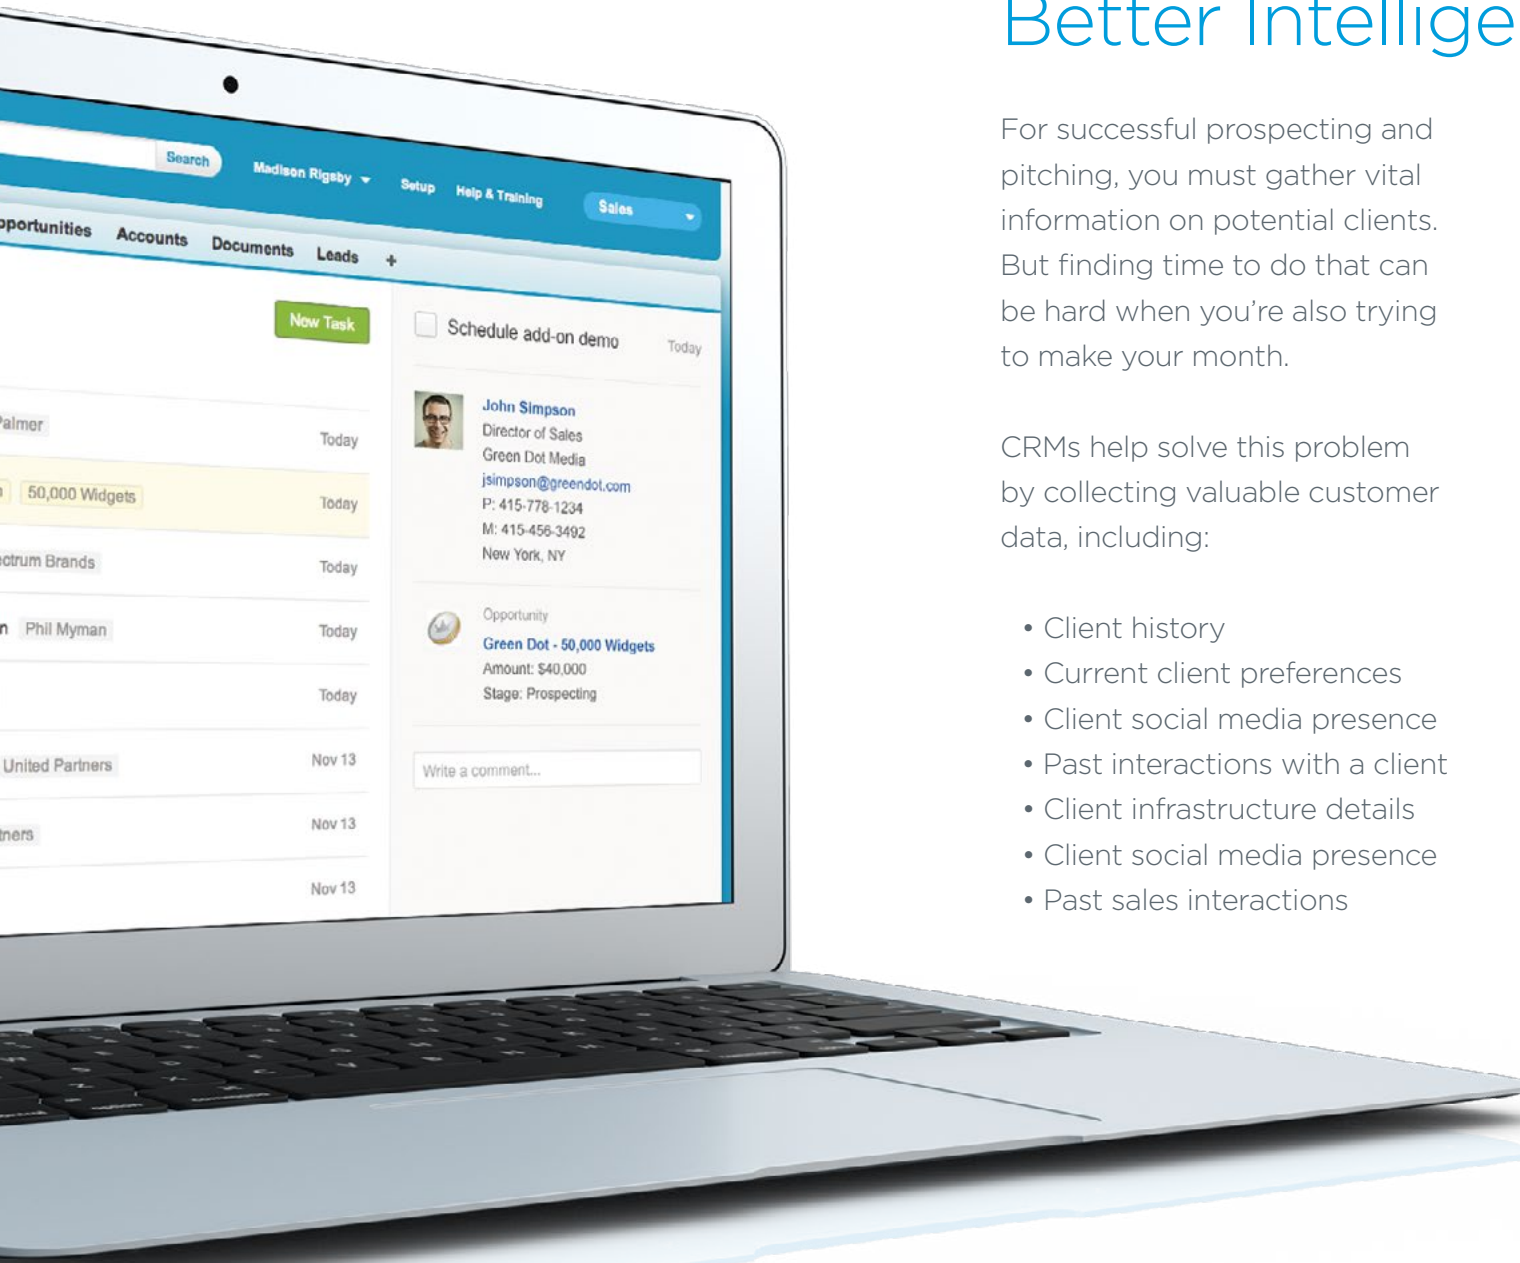 Better Intellige
For successful prospecting and
pitching, you must gather vital
information on potential clients.
But finding time to do that can
be hard when you’re also trying
to make your month.
CRMs help solve this problem
by collecting valuable customer
data, including:
• Client history
• Current client preferences
• Client social media presence
• Past interactions with a client
• Client infrastructure details
• Client social media presence
• Past sales interactions
Search
Madison Rigsby
Setup
Help & Training
Sales
pportunities
Accounts
Documents
Leads
+
New Task
Palmer
Today
50,000 Widgets
Today
ctrum Brands
Today
n Phil Myman
Today
Today
United Partners
Nov 13
tners
Nov 13
Nov 13
Schedule add-on demo
Today
John Simpson
Director of Sales
Green Dot Media
jsimpson@greendot.com
P: 415-778-1234
M: 415-456-3492
New York, NY
Opportunity
Green Dot - 50,000 Widgets
Amount: $40,000
Stage: Prospecting
Write a comment...